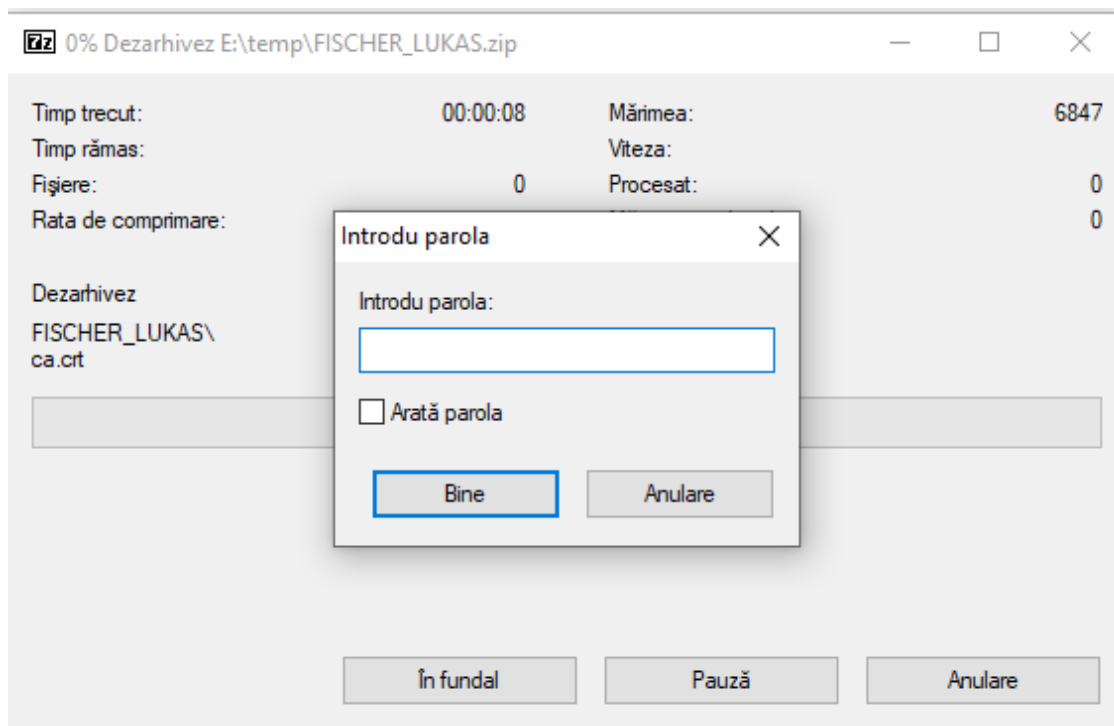 7z 0% Dezarhivez E:\temp\FISCHER_LUKAS.zip
Timp trecut: 00:00:08 Mărimea: 6847
Timp rămas: Viteza:
Fişiere: 0 Procesat: 0
Rata de comprimare: 0
Introdu parola
Introdu parola:
Arată parola
Bine Anulare
Dezarhivez
FISCHER_LUKAS\
ca.crt
În fundal Pauză Anulare